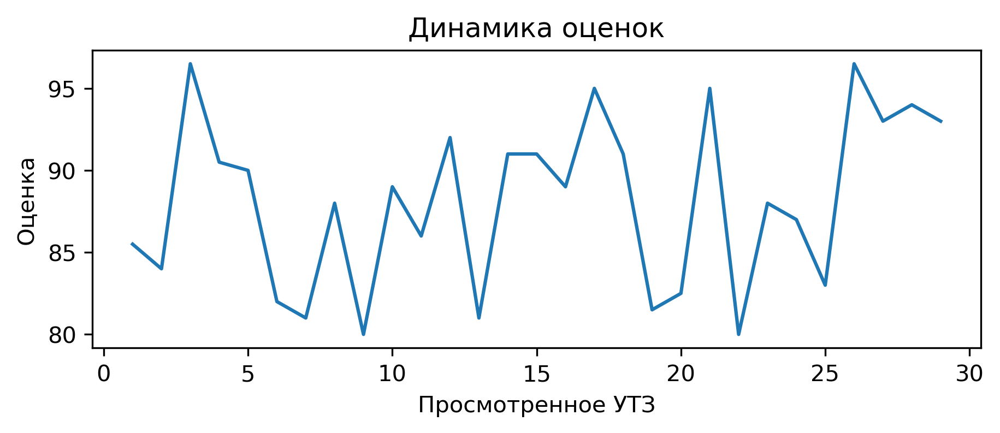 Динамика оценок
Оценка
95
90
85
80
0 5 10 15 20 25 30
Просмотренное УТЗ